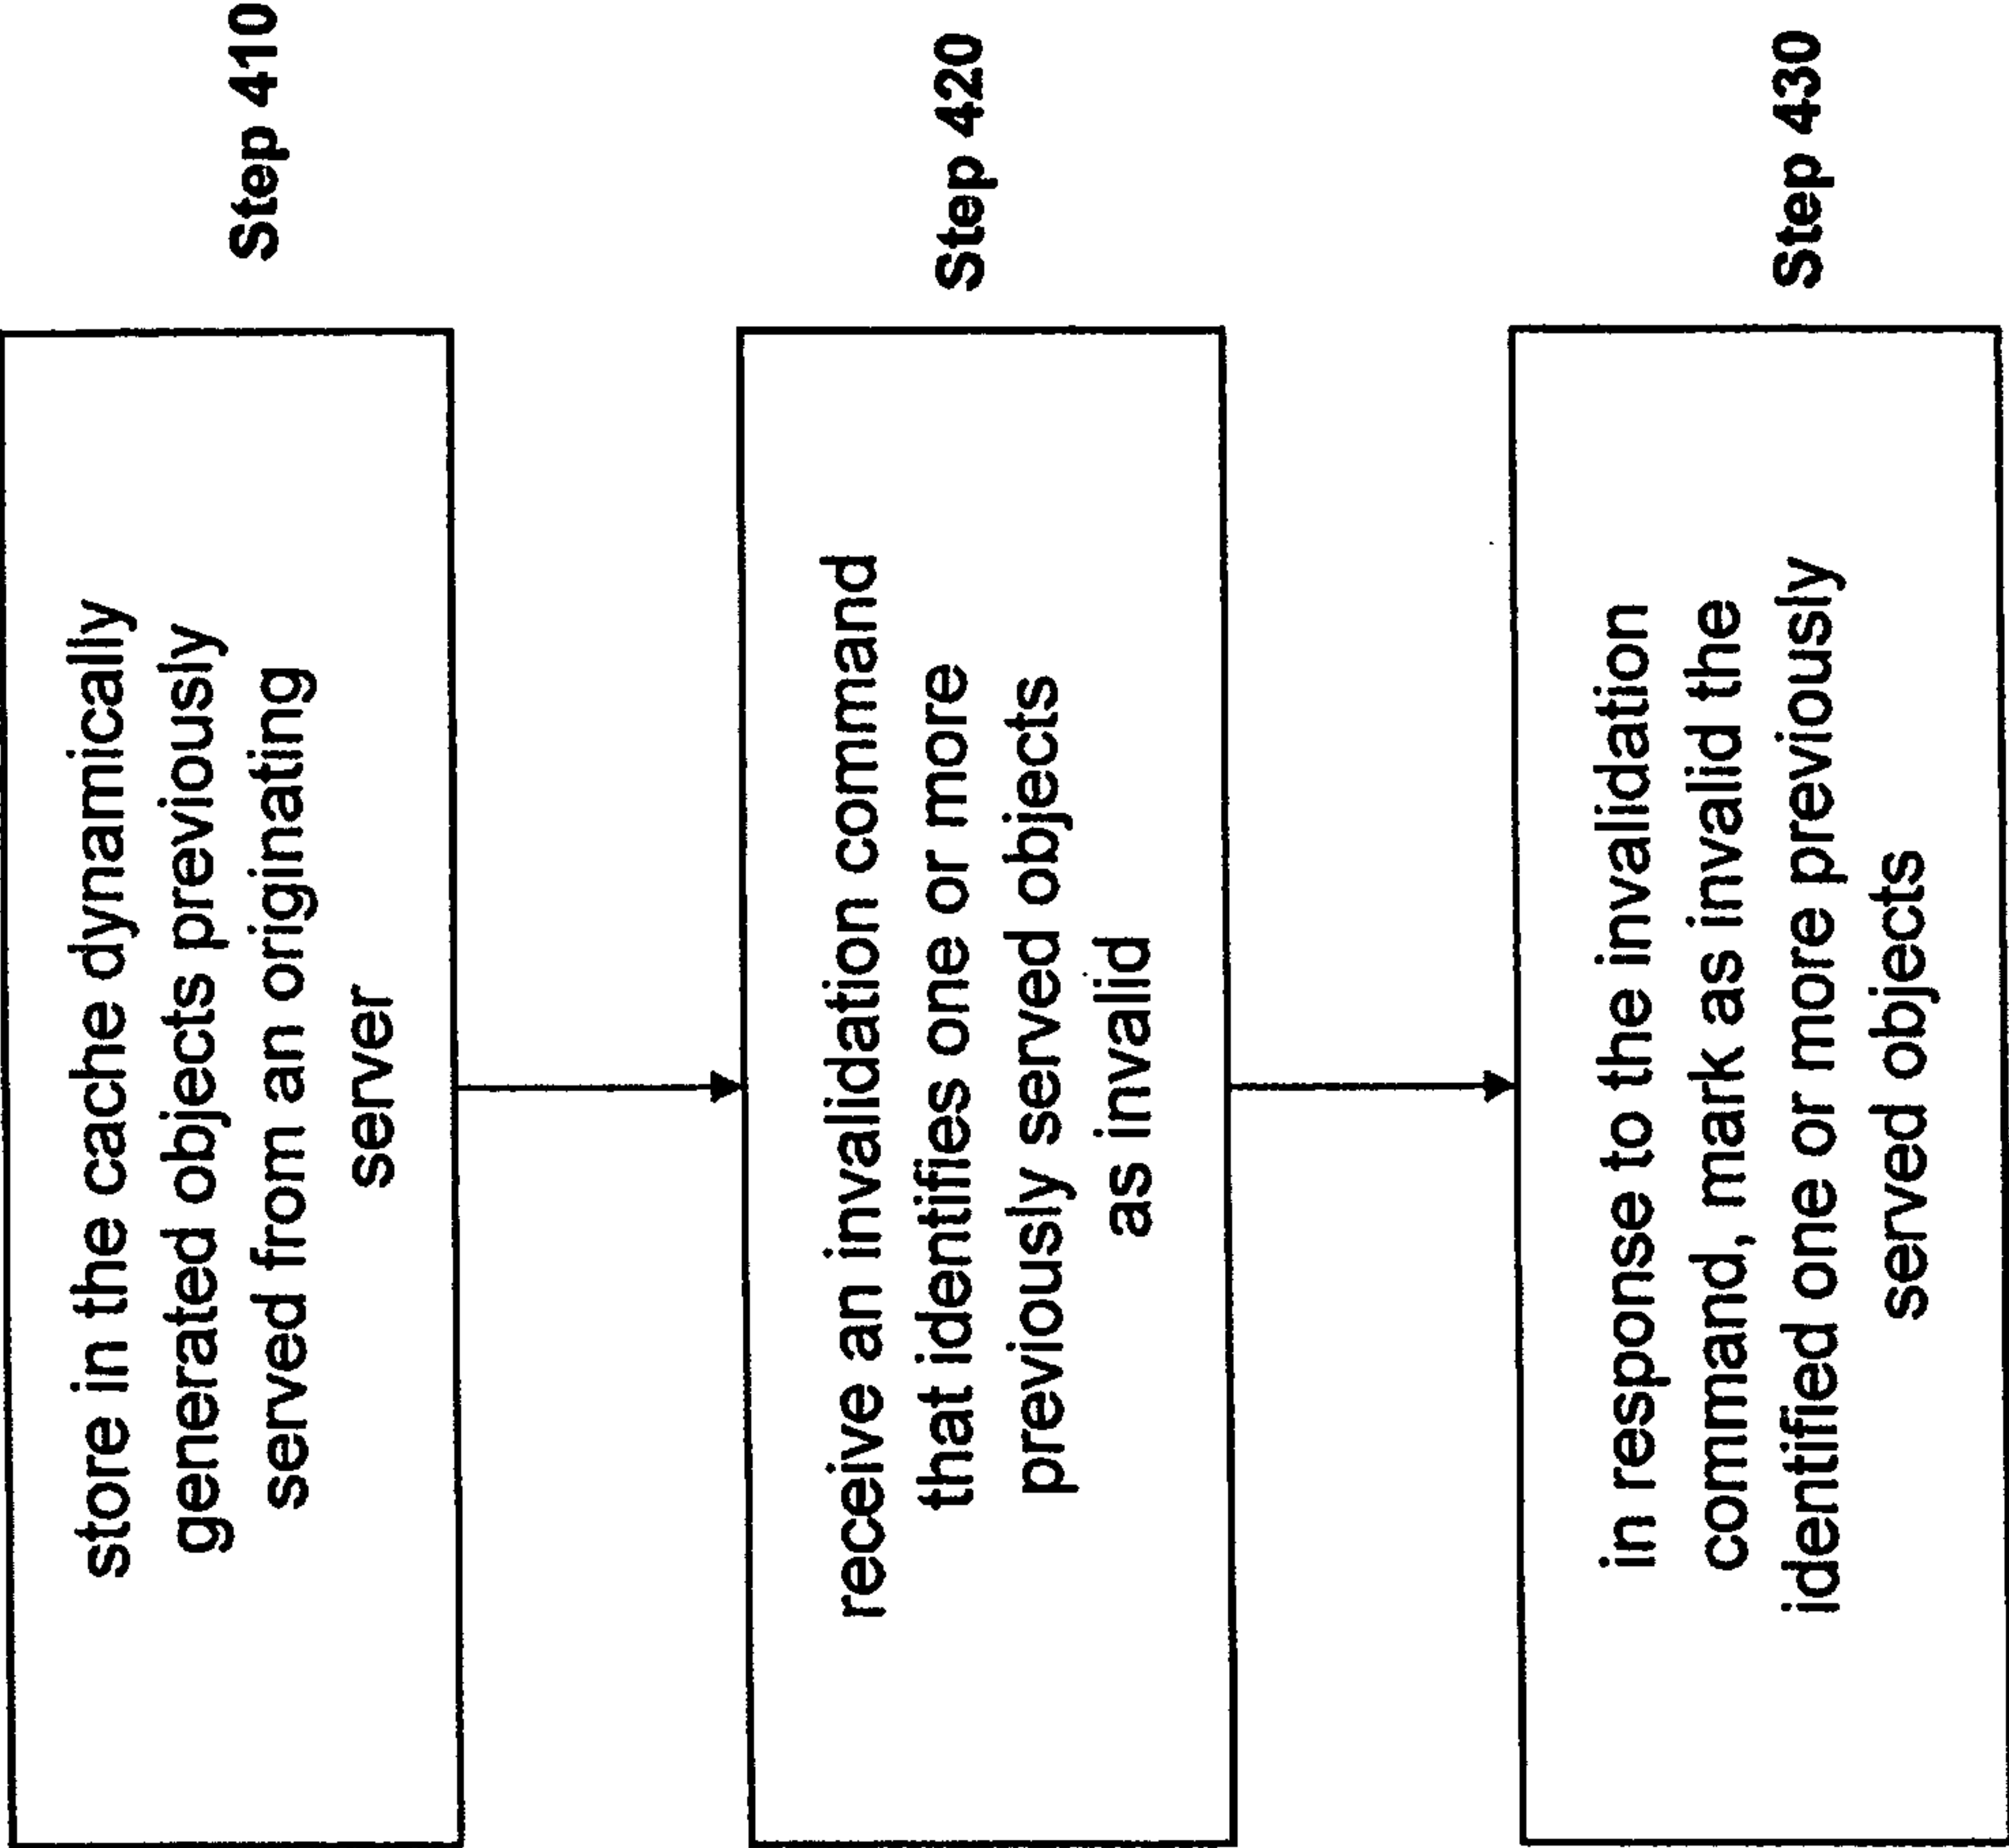 store in the cache dynamically
generated objects previously
served from an originating
server
Step 410
receive an invalidation command
that identifies one or more
previously served objects
as invalid
Step 420
in response to the invalidation
command, mark as invalid the
identified one or more previously
served objects
Step 430